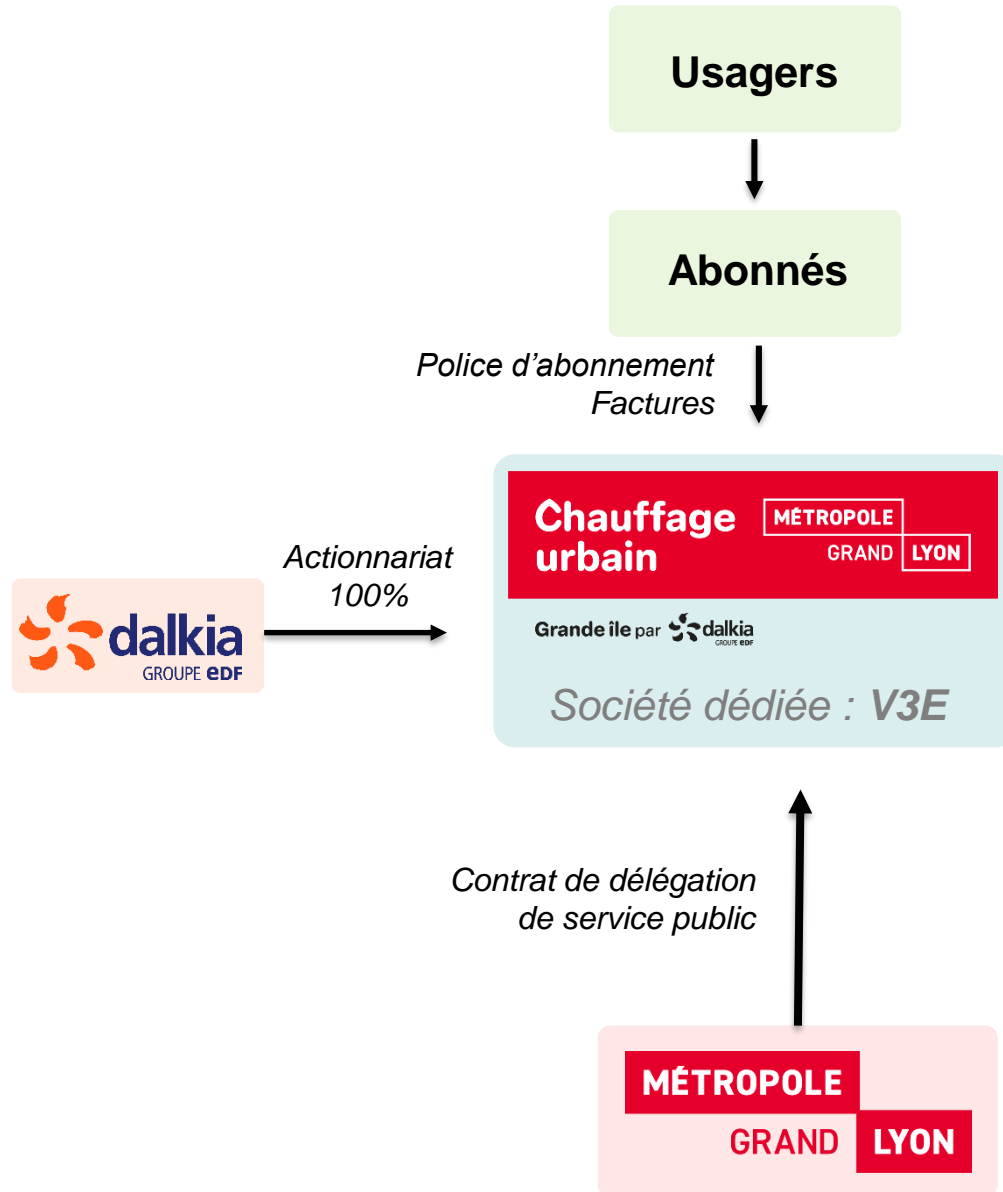 Usagers
Abonnés
Police d'abonnement
Factures
Chauffage
urbain
MÉTROPOLE
GRAND LYON
Actionnariat
100%
dalkia
GROUPE eDF
Grande île par dalkia
GROUPE eDF
Société dédiée : V3E
Contrat de délégation
de service public
MÉTROPOLE
GRAND LYON